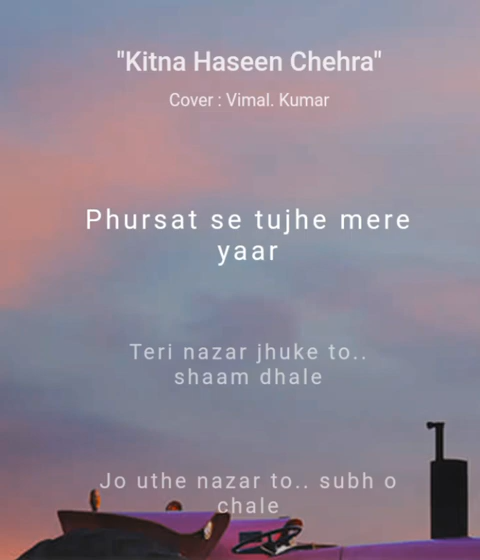 "Kitna Haseen Chehra"
Cover : Vimal. Kumar
Phursat se tujhe mere
yaar
Teri nazar jhuke to..
shaam dhale
Jo uthe nazar to.. subh o
chale